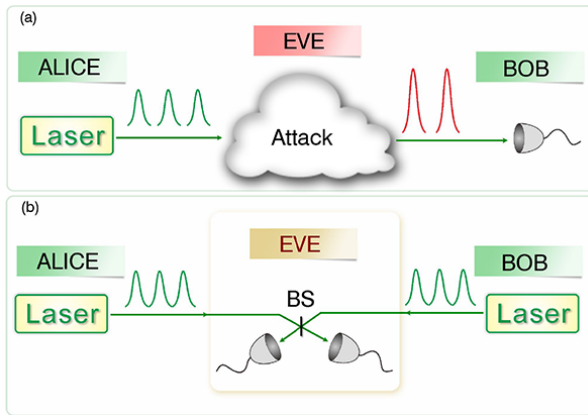 (a)
EVE
ALICE
BOB
Laser
Attack
(b)
EVE
ALICE
BOB
BS
Laser
Laser